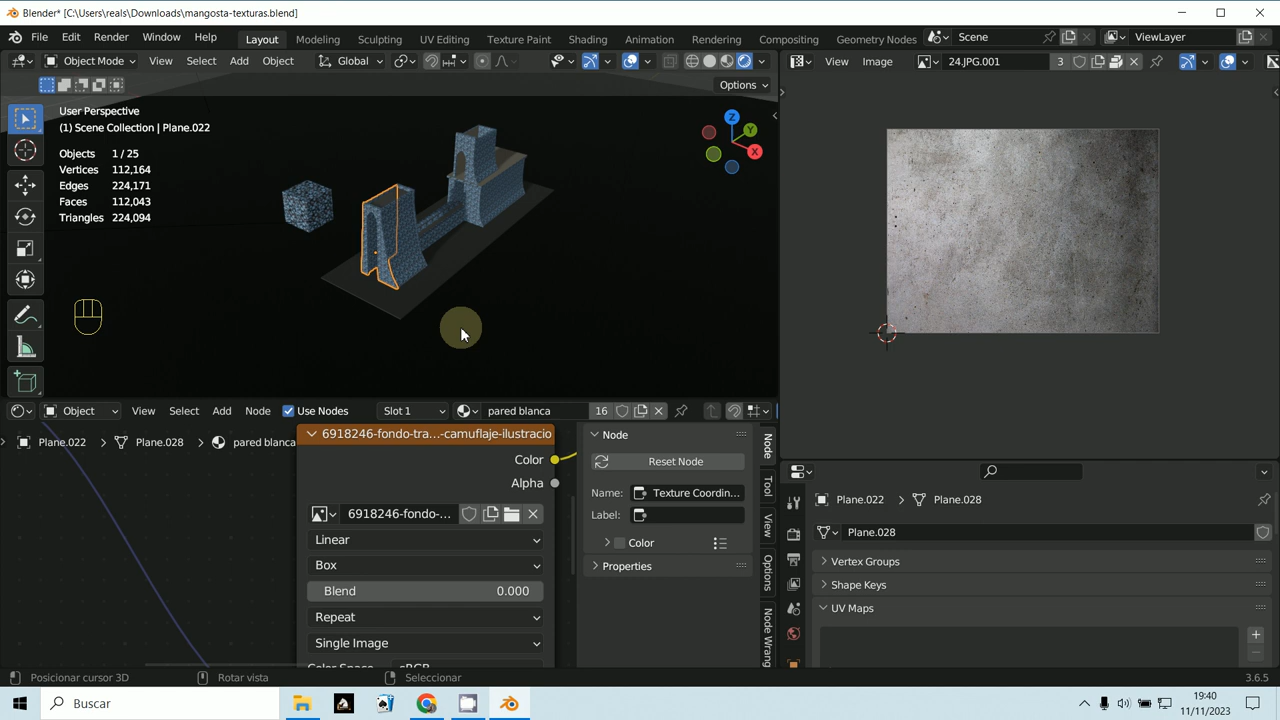 Blender* [C:\Users\reals\Downloads\mangosta-texturas.blend]
File Edit Render Window Help Layout Modeling Sculpting UV Editing Texture Paint Shading Animation Rendering Compositing Geometry Nodes Scene ViewLayer
Object Mode View Select Add Object Global
View Image 24.JPG.001 3
Options
User Perspective
(1) Scene Collection | Plane.022
Objects 1 / 25
Vertices 112,164
Edges 224,171
Faces 112,043
Triangles 224,094
Z
Y
X
Object View Select Add Node Use Nodes Slot 1 pared blanca 16
Plane.022 Plane.028 pared blanca
6918246-fondo-tra...-camuflaje-ilustracio
Color
Alpha
6918246-fondo-...
Linear
Box
Blend 0.000
Repeat
Single Image
Color Space sRGB
Node
Reset Node
Name: Texture Coordin...
Label:
Color
Properties
Node
Tool
View
Options
Node Wrang
Plane.022 Plane.028
Plane.028
Vertex Groups
Shape Keys
UV Maps
Posicionar cursor 3D Rotar vista Seleccionar 3.6.5
Buscar
19:40
11/11/2023